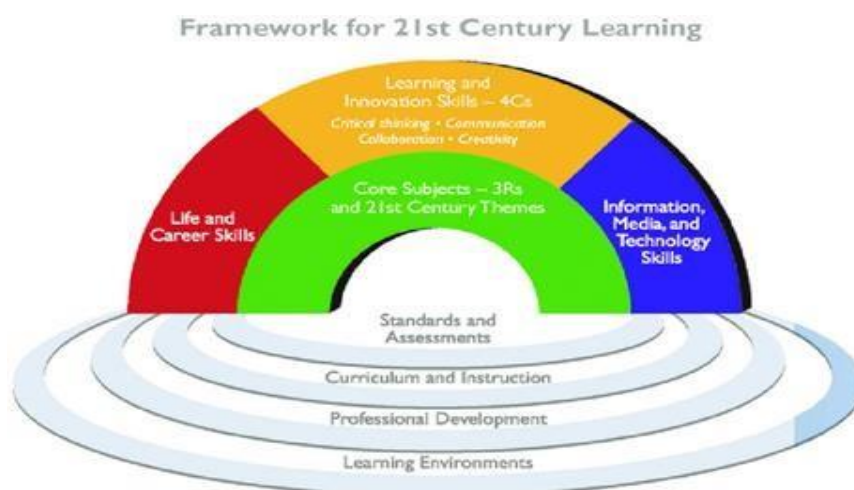 Framework for 21st Century Learning
Learning and
Innovation Skills – 4Cs
Critical thinking • Communication
Collaboration • Creativity
Core Subjects – 3Rs
and 21st Century Themes
Life and
Career Skills
Information,
Media, and
Technology
Skills
Standards and
Assessments
Curriculum and Instruction
Professional Development
Learning Environments